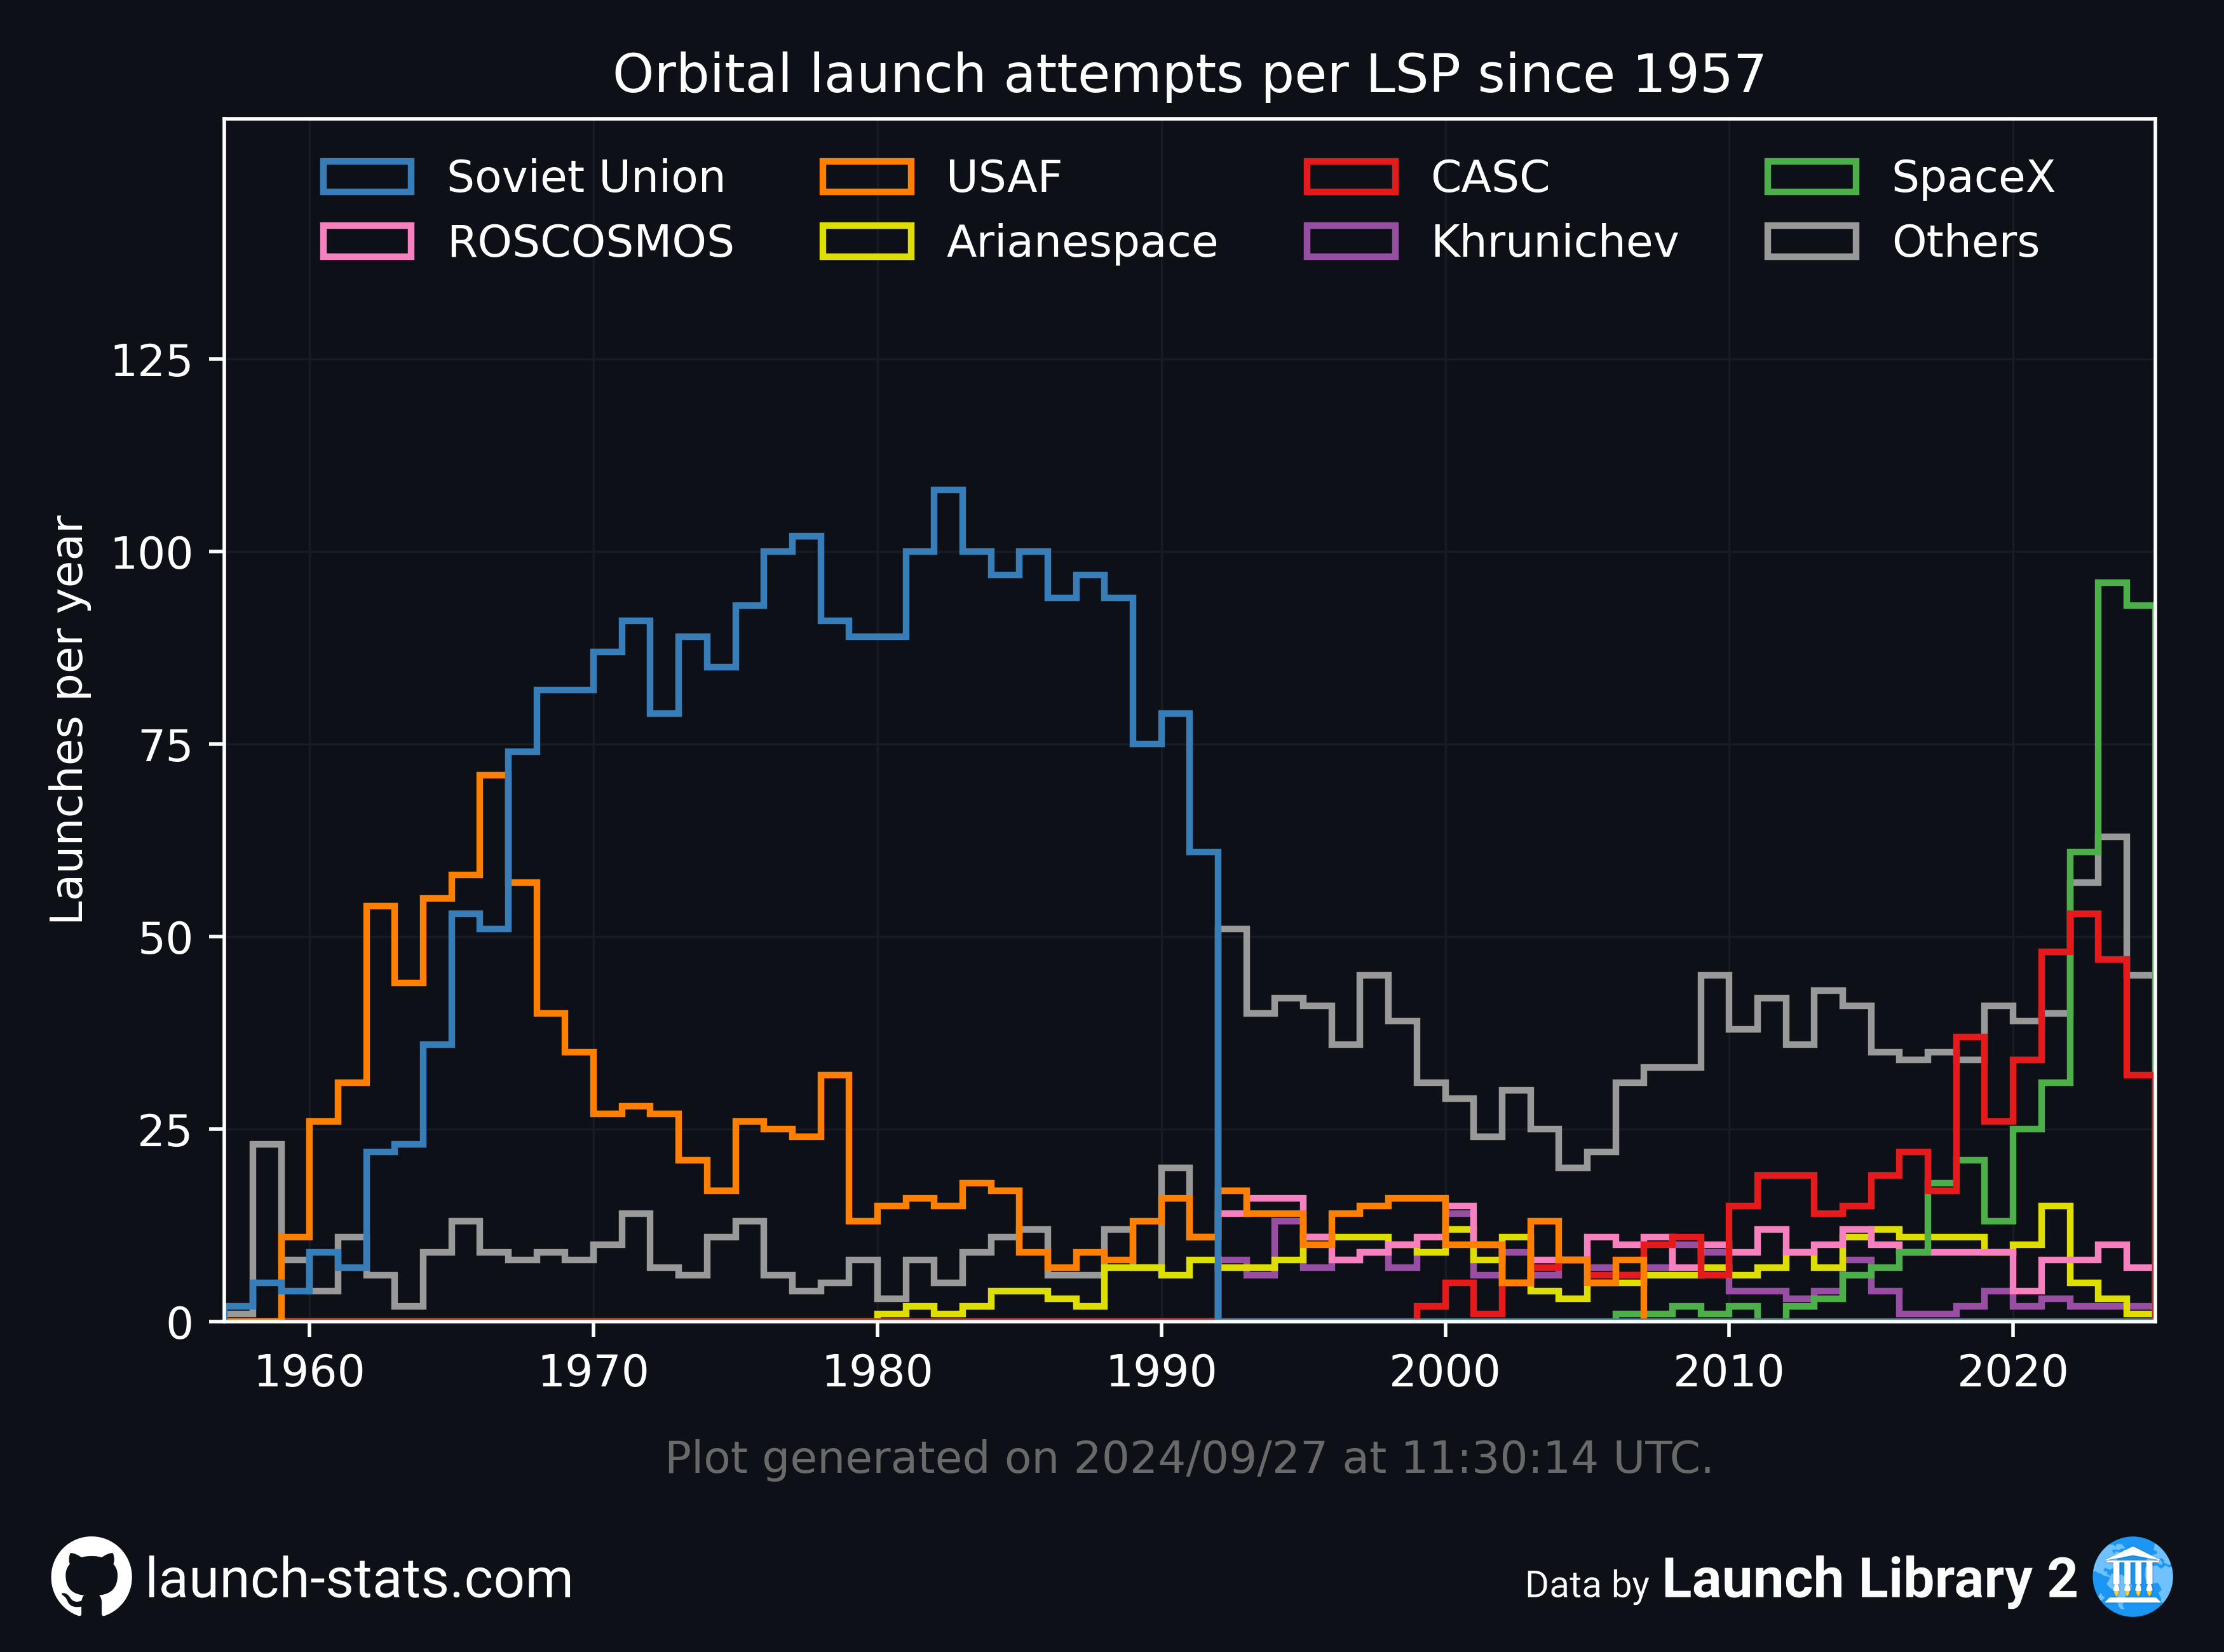 Orbital launch attempts per LSP since 1957
Soviet Union USAF CASC SpaceX
ROSCOSMOS Arianespace Khrunichev Others
Launches per year
125
100
75
50
25
0
1960 1970 1980 1990 2000 2010 2020
Plot generated on 2024/09/27 at 11:30:14 UTC.
launch-stats.com
Data by Launch Library 2